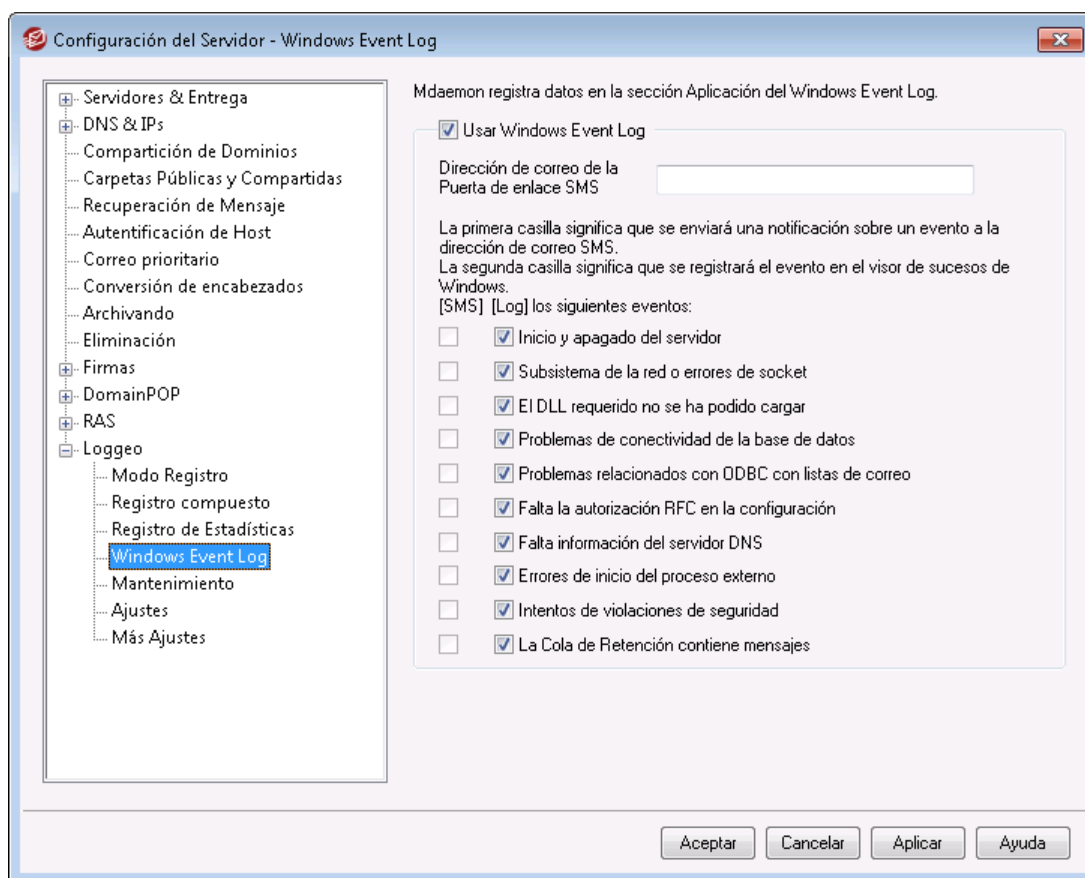 Configuración del Servidor - Windows Event Log
Servidores & Entrega
DNS & IPs
Compartición de Dominios
Carpetas Públicas y Compartidas
Recuperación de Mensaje
Autentificación de Host
Correo prioritario
Conversión de encabezados
Archivando
Eliminación
Firmas
DomainPOP
RAS
Loggeo
Modo Registro
Registro compuesto
Registro de Estadísticas
Windows Event Log
Mantenimiento
Ajustes
Más Ajustes
Mdaemon registra datos en la sección Aplicación del Windows Event Log.
Usar Windows Event Log
Dirección de correo de la
Puerta de enlace SMS
La primera casilla significa que se enviará una notificación sobre un evento a la
dirección de correo SMS.
La segunda casilla significa que se registrará el evento en el visor de sucesos de
Windows.
[SMS] [Log] los siguientes eventos:
Inicio y apagado del servidor
Subsistema de la red o errores de socket
El DLL requerido no se ha podido cargar
Problemas de conectividad de la base de datos
Problemas relacionados con ODBC con listas de correo
Falta la autorización RFC en la configuración
Falta información del servidor DNS
Errores de inicio del proceso externo
Intentos de violaciones de seguridad
La Cola de Retención contiene mensajes
Aceptar
Cancelar
Aplicar
Ayuda